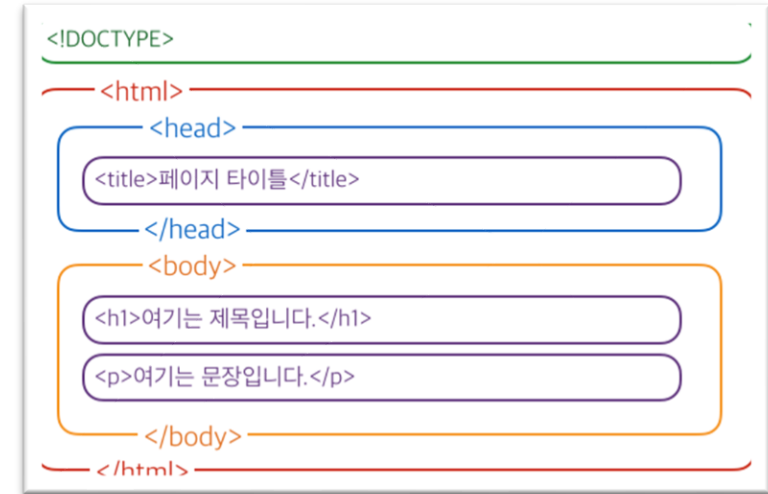 <!DOCTYPE>
<html>
<head>
<title>페이지 타이틀</title>
</head>
<body>
<h1>여기는 제목입니다.</h1>
<p>여기는 문장입니다.</p>
</body>
</html>